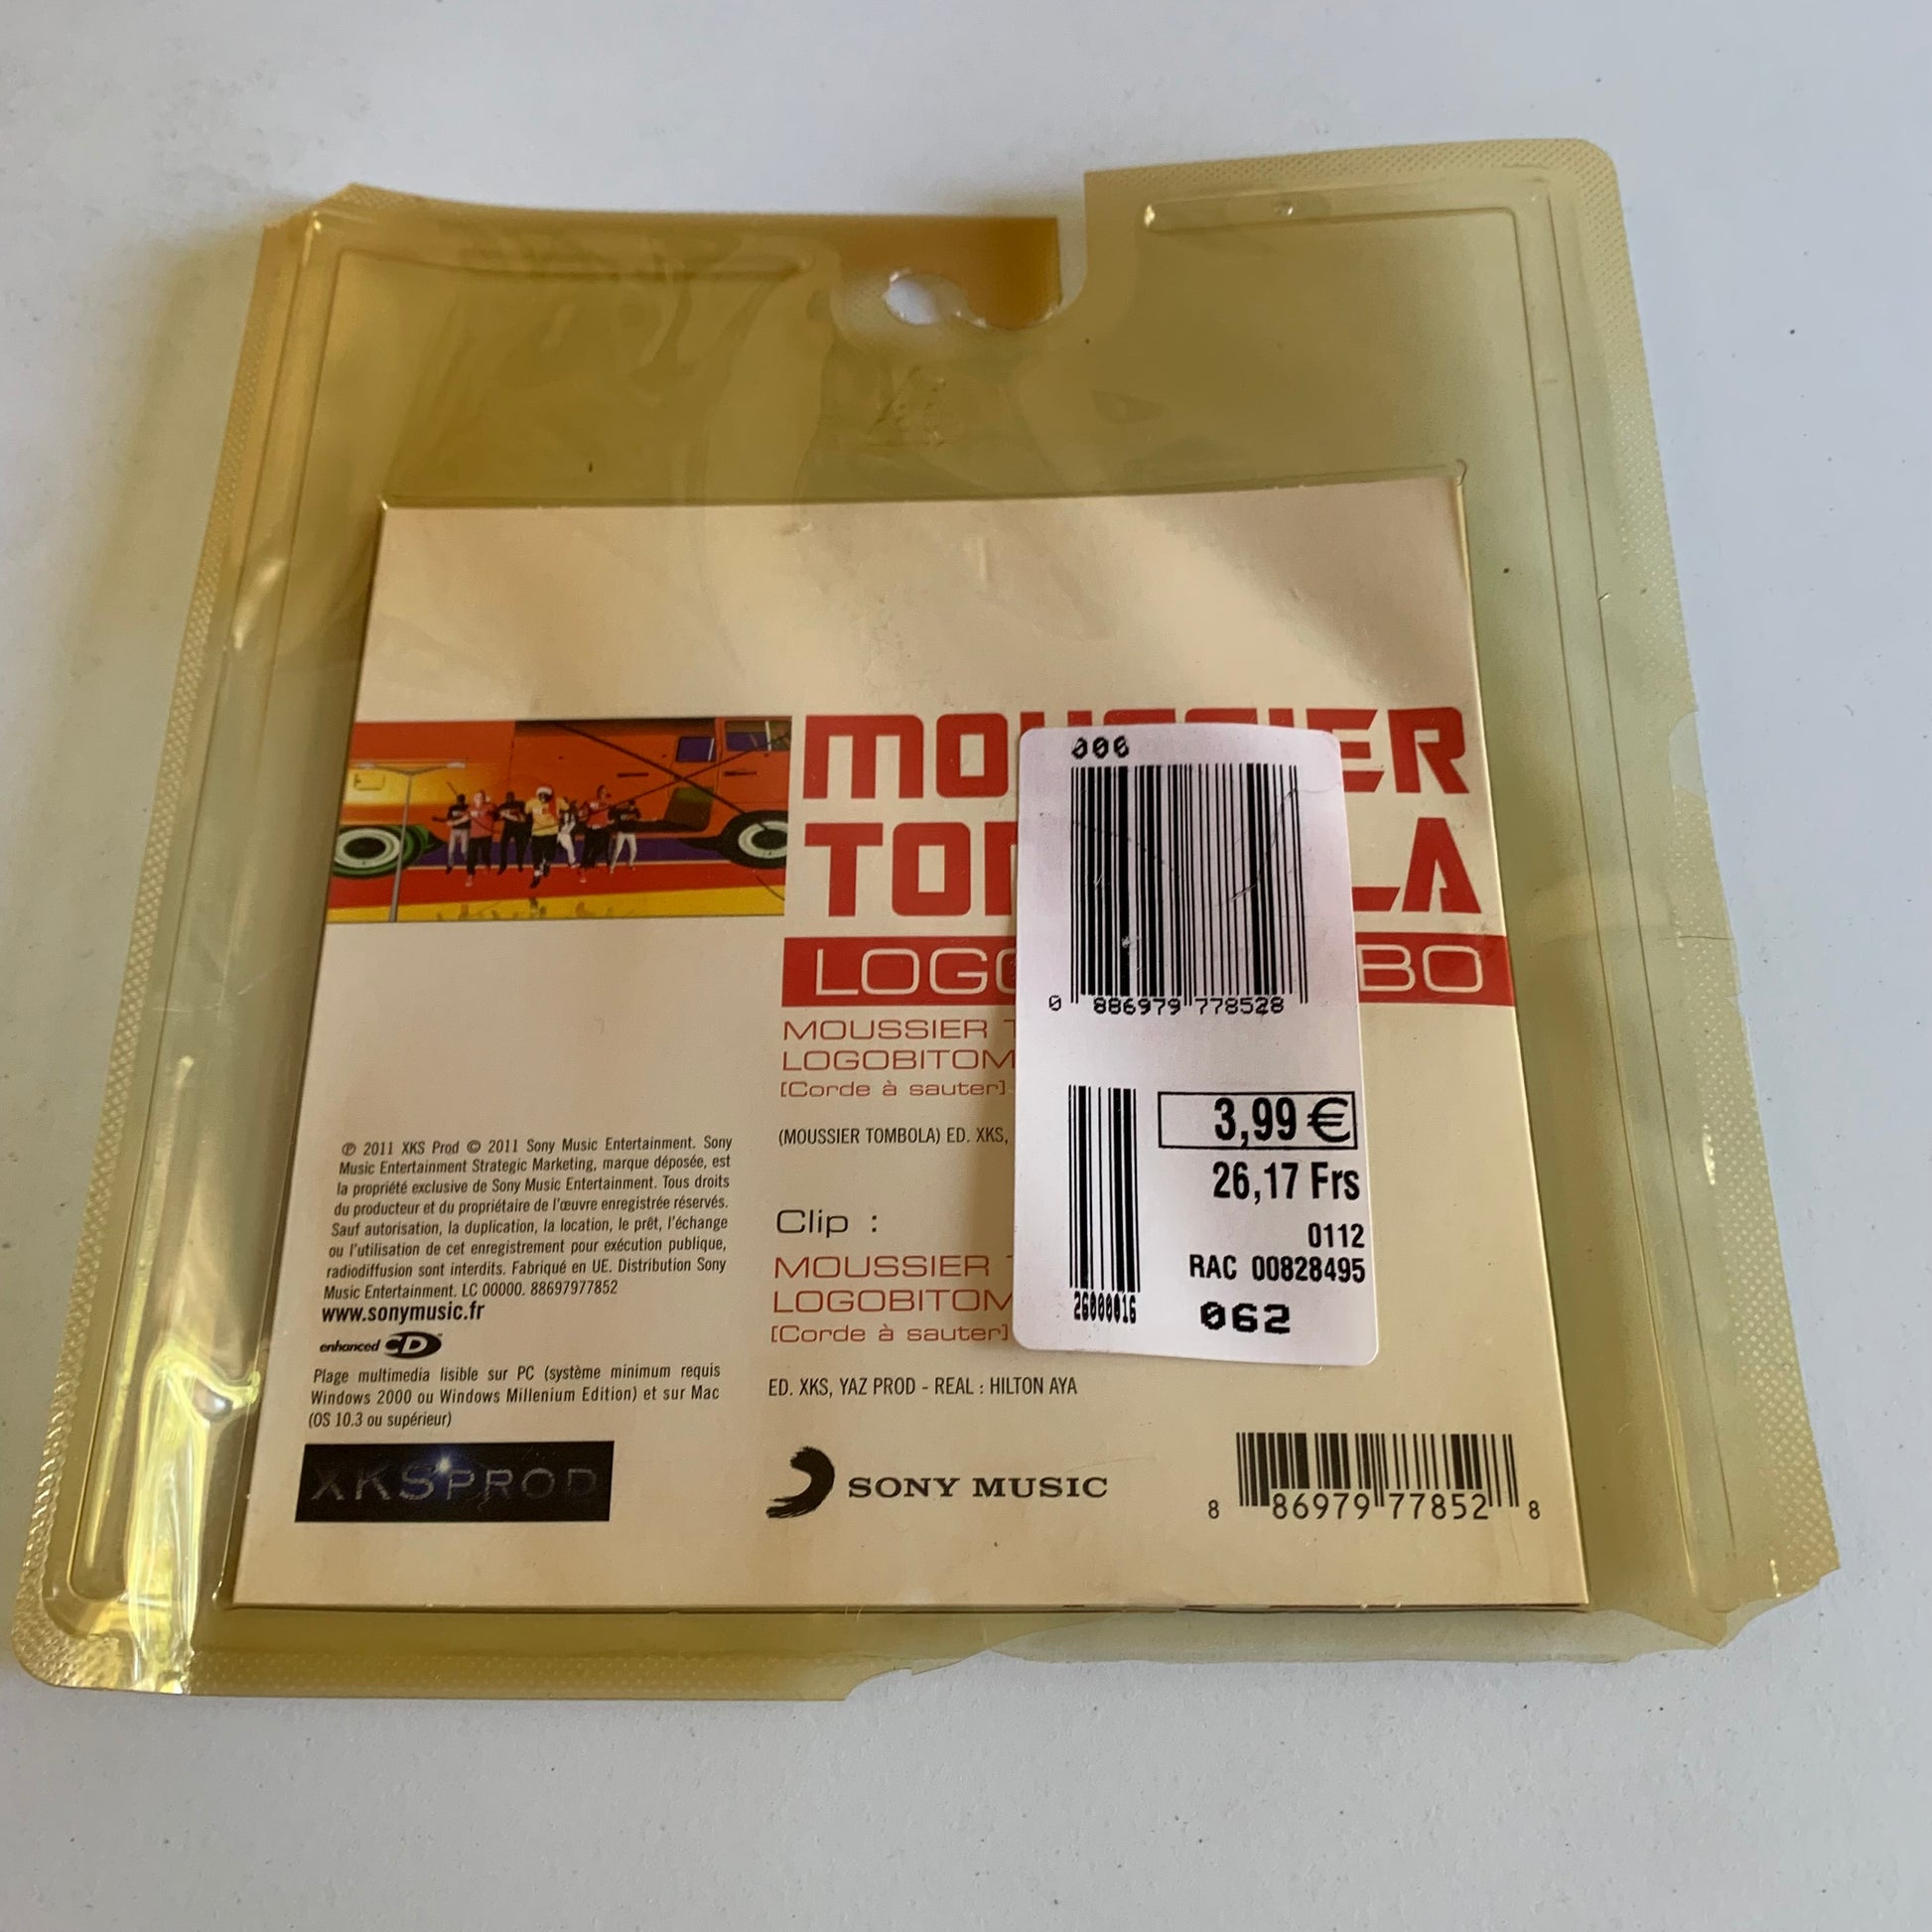 MOUSSIER
TOMBOLA
LOGO BO
MOUSSIER T
LOGOBITOM
[Corde à sauter]
(MOUSSIER TOMBOLA) ED. XKS,
Clip :
MOUSSIER T
LOGOBITOM
[Corde à sauter]
ED. XKS, YAZ PROD - REAL : HILTON AYA
006
0 886979 778528
3,99 €
26,17 Frs
0112
RAC 00828495
26000016
062
℗ 2011 XKS Prod © 2011 Sony Music Entertainment. Sony
Music Entertainment Strategic Marketing, marque déposée, est
la propriété exclusive de Sony Music Entertainment. Tous droits
du producteur et du propriétaire de l'œuvre enregistrée réservés.
Sauf autorisation, la duplication, la location, le prêt, l'échange
ou l'utilisation de cet enregistrement pour exécution publique,
radiodiffusion sont interdits. Fabriqué en UE. Distribution Sony
Music Entertainment. LC 00000. 88697977852
www.sonymusic.fr
enhanced CD
Plage multimedia lisible sur PC (système minimum requis
Windows 2000 ou Windows Millenium Edition) et sur Mac
(OS 10.3 ou supérieur)
XKSPROD
SONY MUSIC
8 86979 77852 8